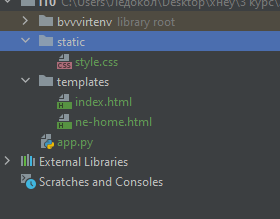 C:\Users\Ледокол\Desktop\хнеу\3 курс\
bvvvirtenv library root
static
style.css
templates
index.html
ne-home.html
app.py
External Libraries
Scratches and Consoles